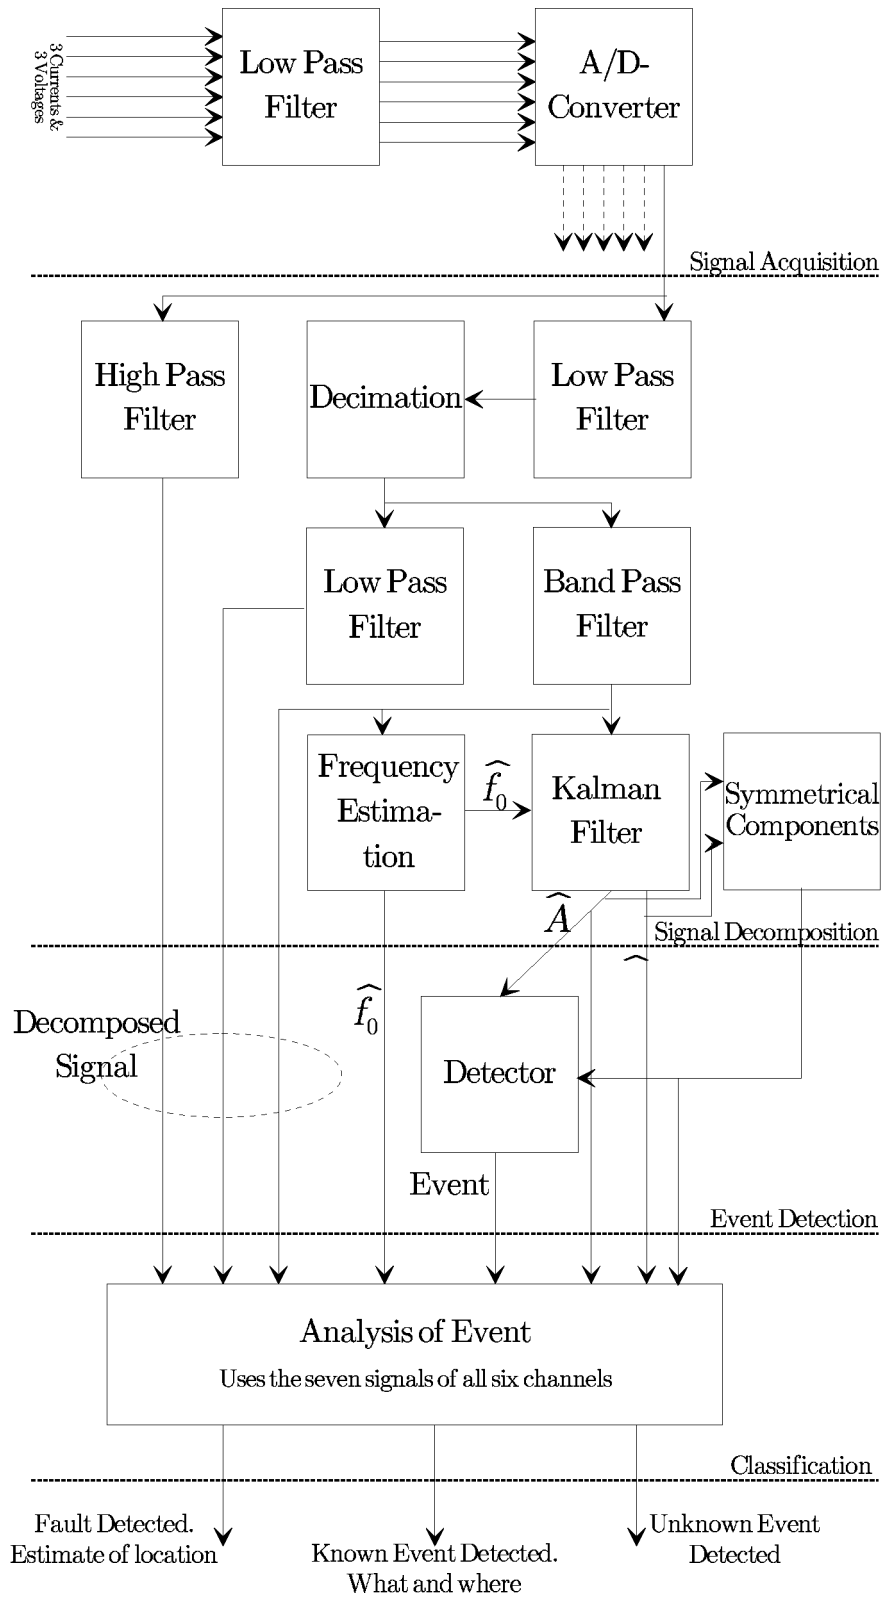 3 Currents &
3 Voltages
Low Pass
Filter
A/D-
Converter
Signal Acquisition
High Pass
Filter
Decimation
Low Pass
Filter
Low Pass
Filter
Band Pass
Filter
Frequency
Estima-
tion
f̂₀
Kalman
Filter
Symmetrical
Components
Â
Signal Decomposition
f̂₀
Decomposed
Signal
Detector
Event
Event Detection
Analysis of Event
Uses the seven signals of all six channels
Classification
Fault Detected.
Estimate of location
Known Event Detected.
What and where
Unknown Event
Detected